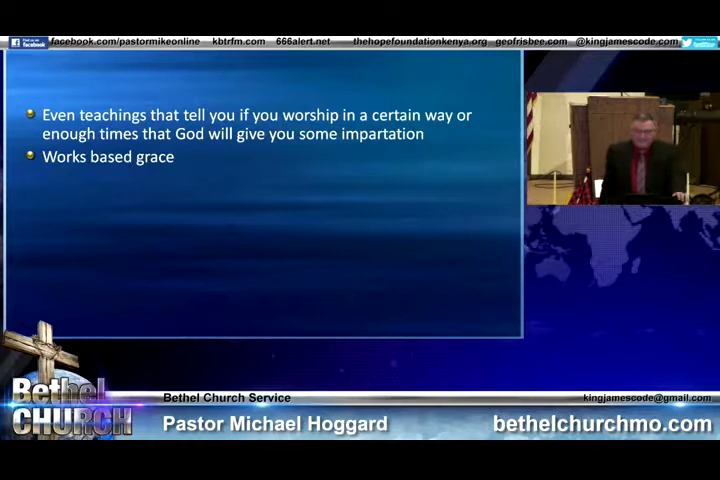 facebook.com/pastormikeonline kbtrfm.com 666alert.net thehopefoundationkenya.org geofrisbee.com @kingjamescode.com
Even teachings that tell you if you worship in a certain way or
enough times that God will give you some impartation
Works based grace
Bethel
CHURCH
Bethel Church Service
kingjamescode@gmail.com
Pastor Michael Hoggard
bethelchurchmo.com